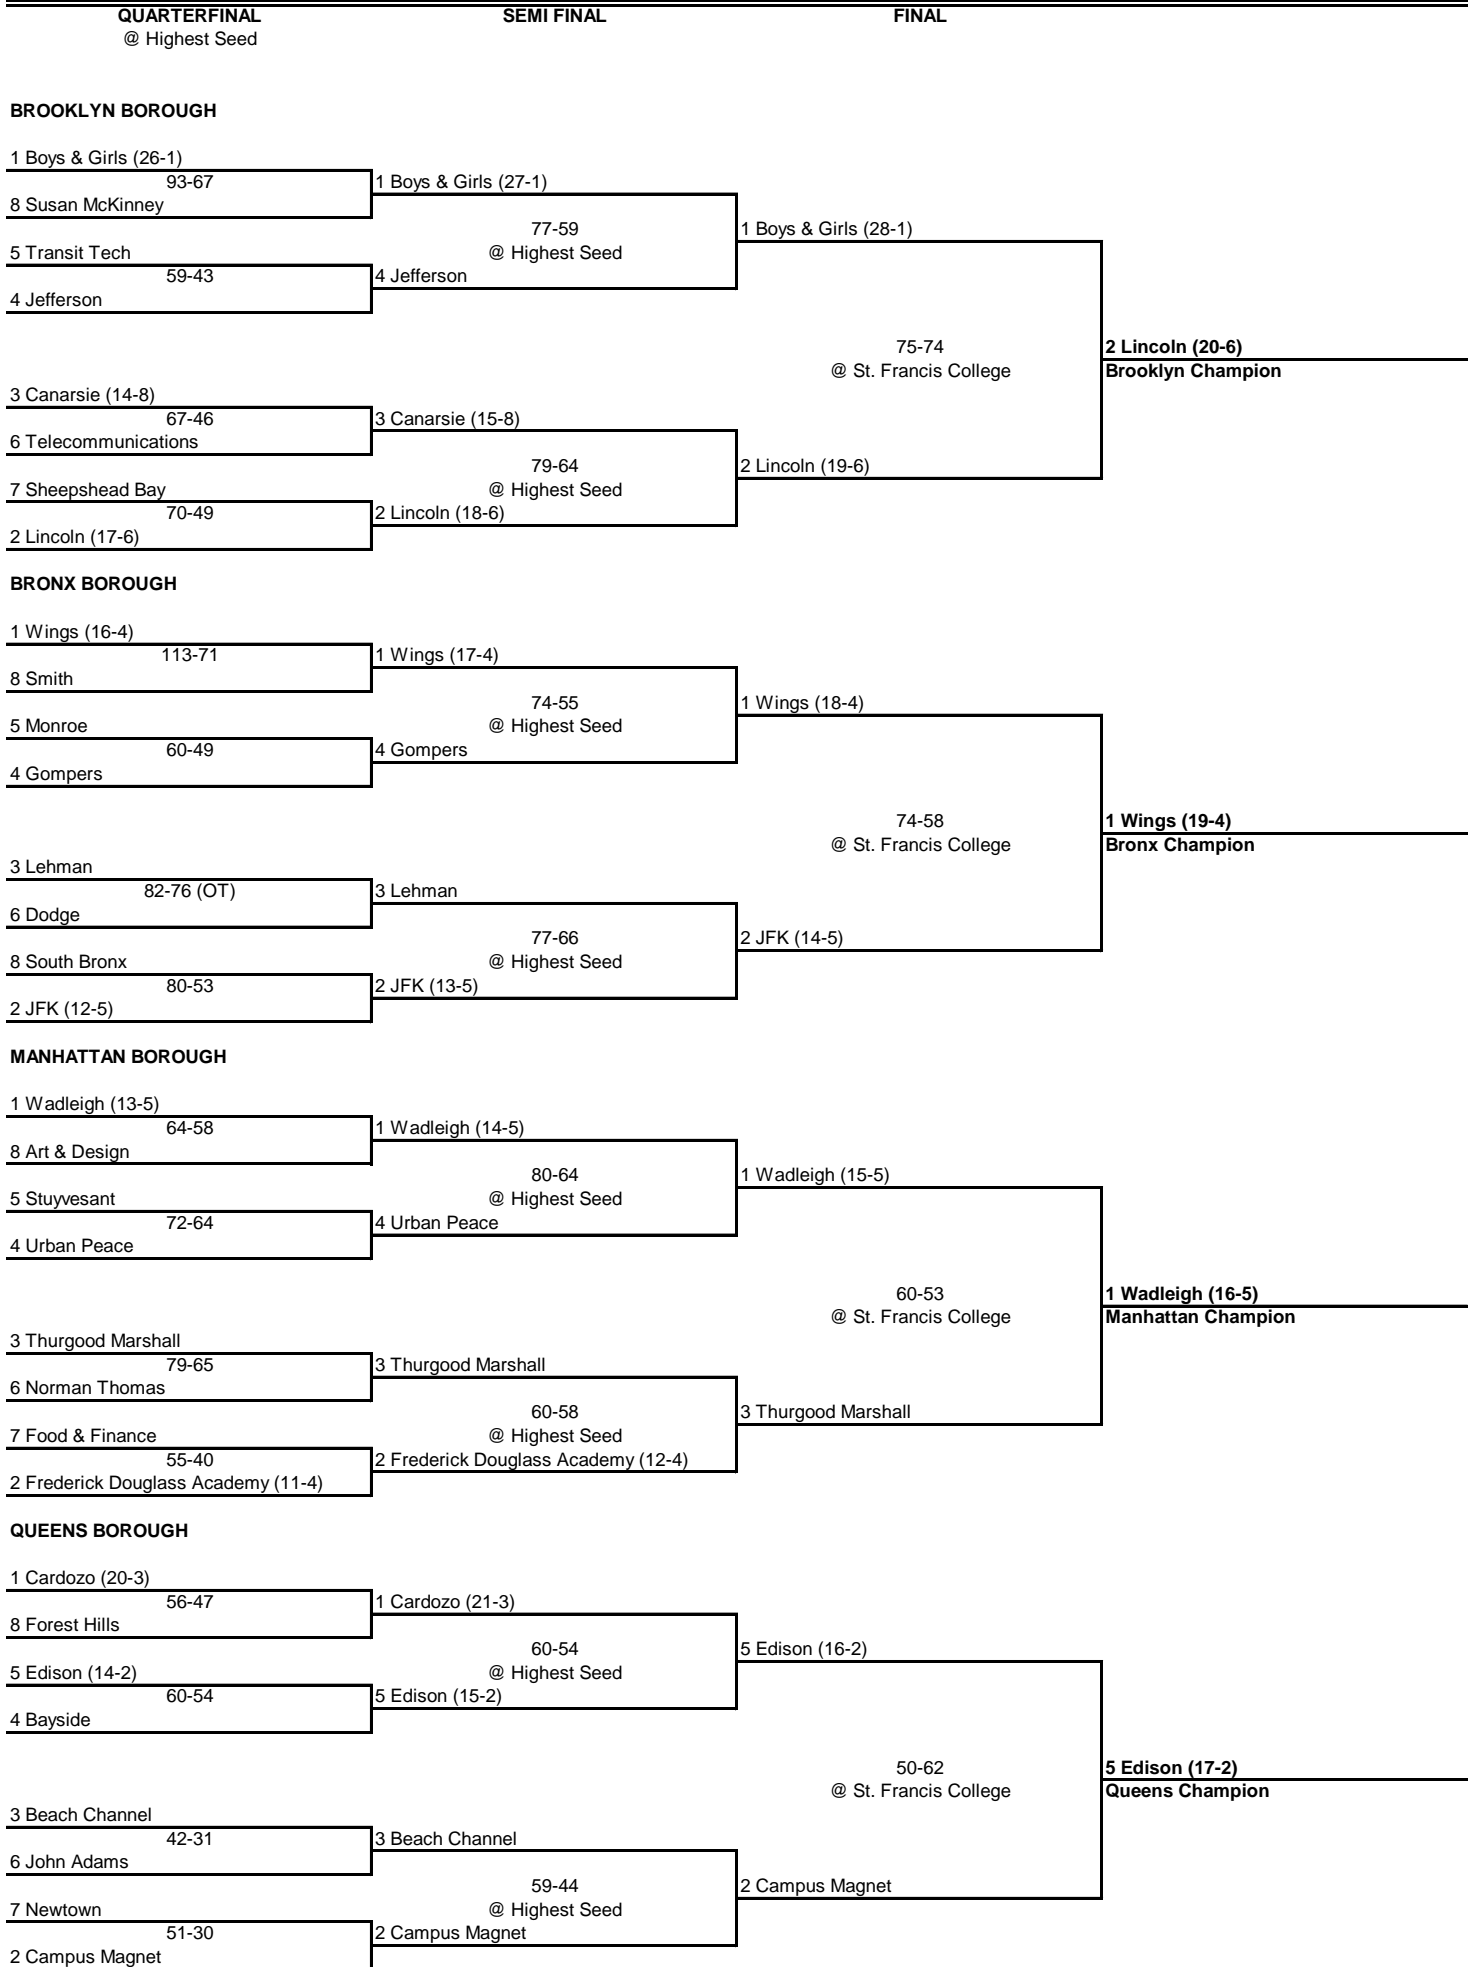 QUARTERFINAL SEMI FINAL FINAL
@ Highest Seed
BROOKLYN BOROUGH
1 Boys & Girls (26-1)
93-67 1 Boys & Girls (27-1)
8 Susan McKinney
77-59 1 Boys & Girls (28-1)
5 Transit Tech @ Highest Seed
59-43 4 Jefferson
4 Jefferson
75-74 2 Lincoln (20-6)
@ St. Francis College Brooklyn Champion
3 Canarsie (14-8)
67-46 3 Canarsie (15-8)
6 Telecommunications
79-64 2 Lincoln (19-6)
7 Sheepshead Bay @ Highest Seed
70-49 2 Lincoln (18-6)
2 Lincoln (17-6)
BRONX BOROUGH
1 Wings (16-4)
113-71 1 Wings (17-4)
8 Smith
74-55 1 Wings (18-4)
5 Monroe @ Highest Seed
60-49 4 Gompers
4 Gompers
74-58 1 Wings (19-4)
@ St. Francis College Bronx Champion
3 Lehman
82-76 (OT) 3 Lehman
6 Dodge
77-66 2 JFK (14-5)
8 South Bronx @ Highest Seed
80-53 2 JFK (13-5)
2 JFK (12-5)
MANHATTAN BOROUGH
1 Wadleigh (13-5)
64-58 1 Wadleigh (14-5)
8 Art & Design
80-64 1 Wadleigh (15-5)
5 Stuyvesant @ Highest Seed
72-64 4 Urban Peace
4 Urban Peace
60-53 1 Wadleigh (16-5)
@ St. Francis College Manhattan Champion
3 Thurgood Marshall
79-65 3 Thurgood Marshall
6 Norman Thomas
60-58 3 Thurgood Marshall
7 Food & Finance @ Highest Seed
55-40 2 Frederick Douglass Academy (12-4)
2 Frederick Douglass Academy (11-4)
QUEENS BOROUGH
1 Cardozo (20-3)
56-47 1 Cardozo (21-3)
8 Forest Hills
60-54 5 Edison (16-2)
5 Edison (14-2) @ Highest Seed
60-54 5 Edison (15-2)
4 Bayside
50-62 5 Edison (17-2)
@ St. Francis College Queens Champion
3 Beach Channel
42-31 3 Beach Channel
6 John Adams
59-44 2 Campus Magnet
7 Newtown @ Highest Seed
51-30 2 Campus Magnet
2 Campus Magnet